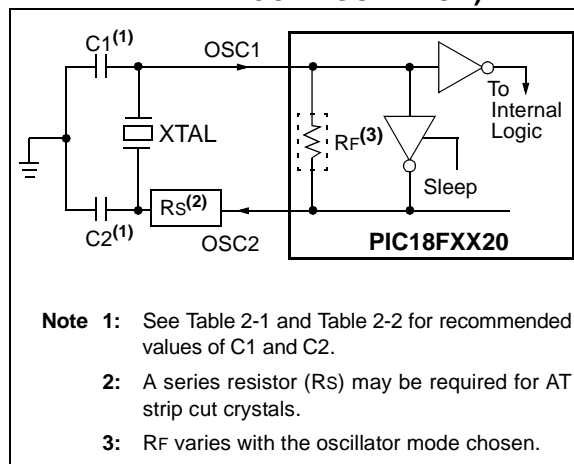 C1(1)
OSC1
To
Internal
Logic
XTAL
RF(3)
Sleep
RS(2)
C2(1)
OSC2
PIC18FXX20
Note 1: See Table 2-1 and Table 2-2 for recommended
values of C1 and C2.
2: A series resistor (RS) may be required for AT
strip cut crystals.
3: RF varies with the oscillator mode chosen.